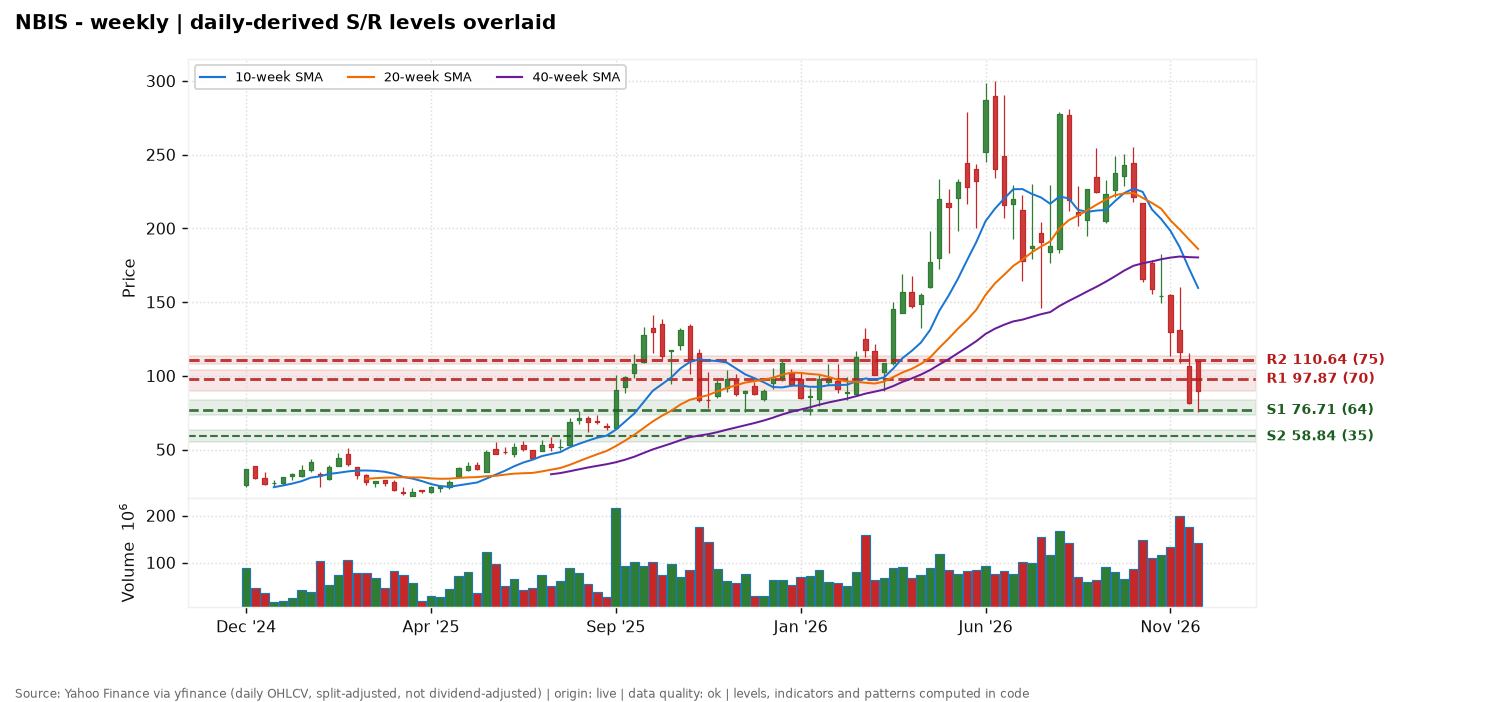 NBIS - weekly | daily-derived S/R levels overlaid
10-week SMA
20-week SMA
40-week SMA
300
250
200
150
100
50
Price
R2 110.64 (75)
R1 97.87 (70)
S1 76.71 (64)
S2 58.84 (35)
200
100
Volume 10⁶
Dec '24
Apr '25
Sep '25
Jan '26
Jun '26
Nov '26
Source: Yahoo Finance via yfinance (daily OHLCV, split-adjusted, not dividend-adjusted) | origin: live | data quality: ok | levels, indicators and patterns computed in code